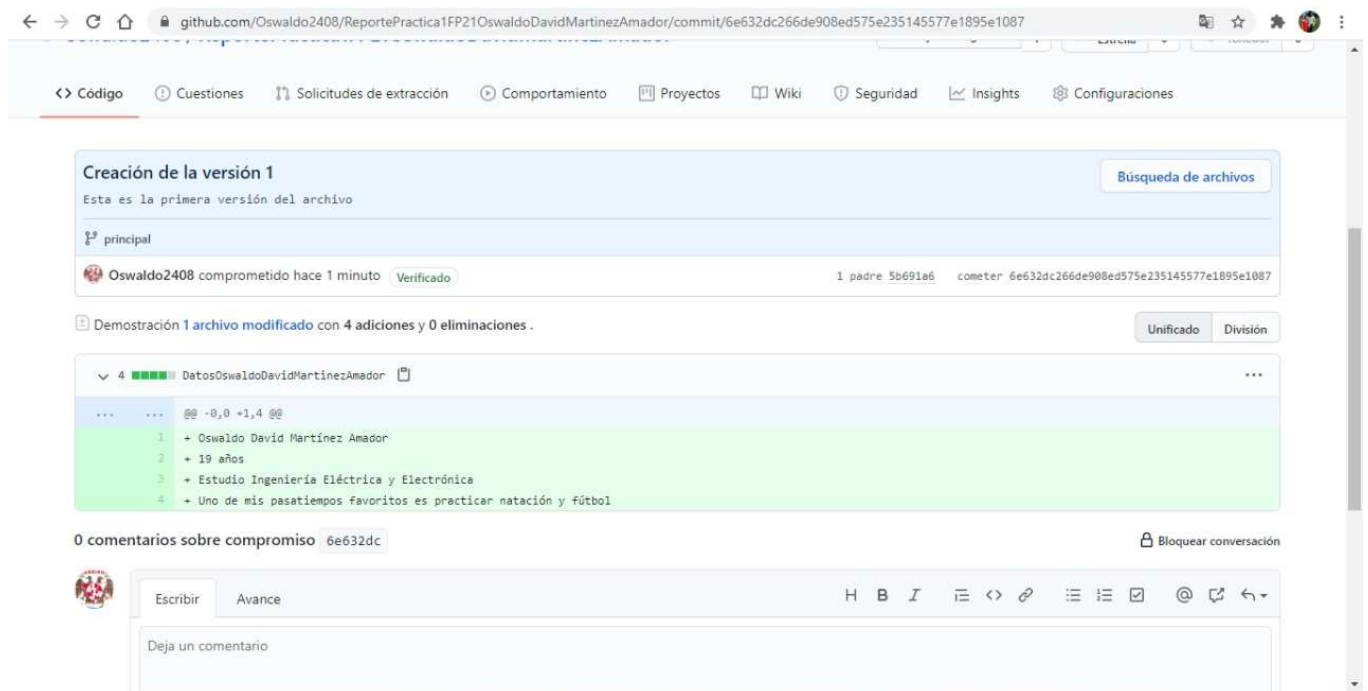 github.com/Oswaldo2408/ReportePractica1FP21OswaldoDavidMartinezAmador/commit/6e632dc266de908ed575e235145577e1895e1087
<> Código Cuestiones Solicitudes de extracción Comportamiento Proyectos Wiki Seguridad Insights Configuraciones
Creación de la versión 1
Búsqueda de archivos
Esta es la primera versión del archivo
principal
Oswaldo2408 comprometido hace 1 minuto Verificado 1 padre 5b691a6 cometer 6e632dc266de908ed575e235145577e1895e1087
Demostración 1 archivo modificado con 4 adiciones y 0 eliminaciones . Unificado División
4 DatosOswaldoDavidMartinezAmador ...
... ... @@ -0,0 +1,4 @@
1 + Oswaldo David Martínez Amador
2 + 19 años
3 + Estudio Ingeniería Eléctrica y Electrónica
4 + Uno de mis pasatiempos favoritos es practicar natación y fútbol
0 comentarios sobre compromiso 6e632dc Bloquear conversación
Escribir Avance H B I <> @
Deja un comentario